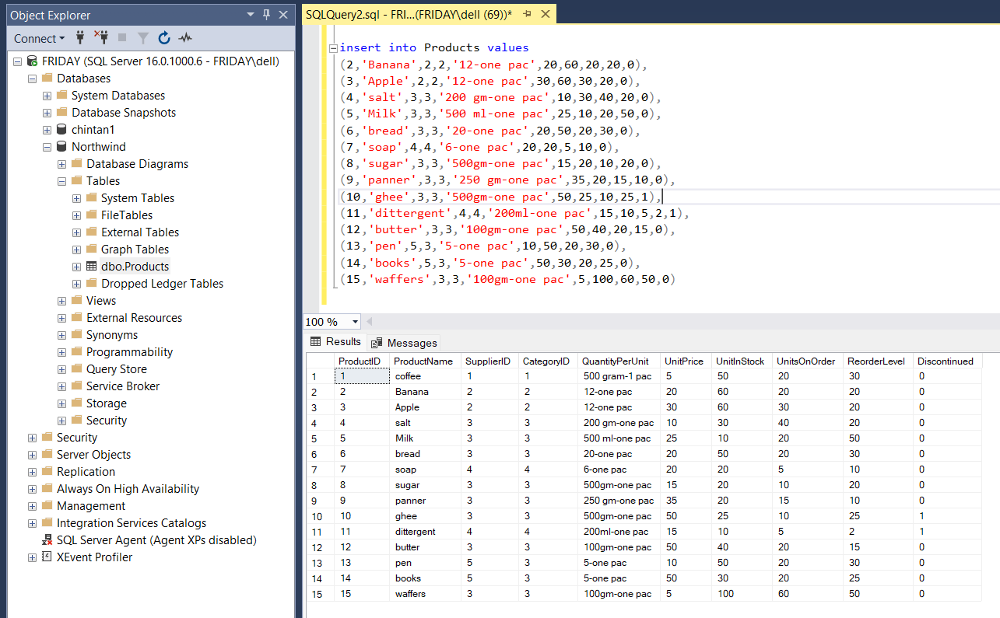 Object Explorer
Connect
FRIDAY (SQL Server 16.0.1000.6 - FRIDAY\dell)
Databases
System Databases
Database Snapshots
chintan1
Northwind
Database Diagrams
Tables
System Tables
FileTables
External Tables
Graph Tables
dbo.Products
Dropped Ledger Tables
Views
External Resources
Synonyms
Programmability
Query Store
Service Broker
Storage
Security
Security
Server Objects
Replication
Always On High Availability
Management
Integration Services Catalogs
SQL Server Agent (Agent XPs disabled)
XEvent Profiler
SQLQuery2.sql - FRI...(FRIDAY\dell (69))*
insert into Products values
(2,'Banana',2,2,'12-one pac',20,60,20,20,0),
(3,'Apple',2,2,'12-one pac',30,60,30,20,0),
(4,'salt',3,3,'200 gm-one pac',10,30,40,20,0),
(5,'Milk',3,3,'500 ml-one pac',25,10,20,50,0),
(6,'bread',3,3,'20-one pac',20,50,20,30,0),
(7,'soap',4,4,'6-one pac',20,20,5,10,0),
(8,'sugar',3,3,'500gm-one pac',15,20,10,20,0),
(9,'panner',3,3,'250 gm-one pac',35,20,15,10,0),
(10,'ghee',3,3,'500gm-one pac',50,25,10,25,1),
(11,'dittergent',4,4,'200ml-one pac',15,10,5,2,1),
(12,'butter',3,3,'100gm-one pac',50,40,20,15,0),
(13,'pen',5,3,'5-one pac',10,50,20,30,0),
(14,'books',5,3,'5-one pac',50,30,20,25,0),
(15,'waffers',3,3,'100gm-one pac',5,100,60,50,0)
100 %
Results Messages
ProductID ProductName SupplierID CategoryID QuantityPerUnit UnitPrice UnitInStock UnitsOnOrder ReorderLevel Discontinued
1 1 coffee 1 1 500 gram-1 pac 5 50 20 30 0
2 2 Banana 2 2 12-one pac 20 60 20 20 0
3 3 Apple 2 2 12-one pac 30 60 30 20 0
4 4 salt 3 3 200 gm-one pac 10 30 40 20 0
5 5 Milk 3 3 500 ml-one pac 25 10 20 50 0
6 6 bread 3 3 20-one pac 20 50 20 30 0
7 7 soap 4 4 6-one pac 20 20 5 10 0
8 8 sugar 3 3 500gm-one pac 15 20 10 20 0
9 9 panner 3 3 250 gm-one pac 35 20 15 10 0
10 10 ghee 3 3 500gm-one pac 50 25 10 25 1
11 11 dittergent 4 4 200ml-one pac 15 10 5 2 1
12 12 butter 3 3 100gm-one pac 50 40 20 15 0
13 13 pen 5 3 5-one pac 10 50 20 30 0
14 14 books 5 3 5-one pac 50 30 20 25 0
15 15 waffers 3 3 100gm-one pac 5 100 60 50 0